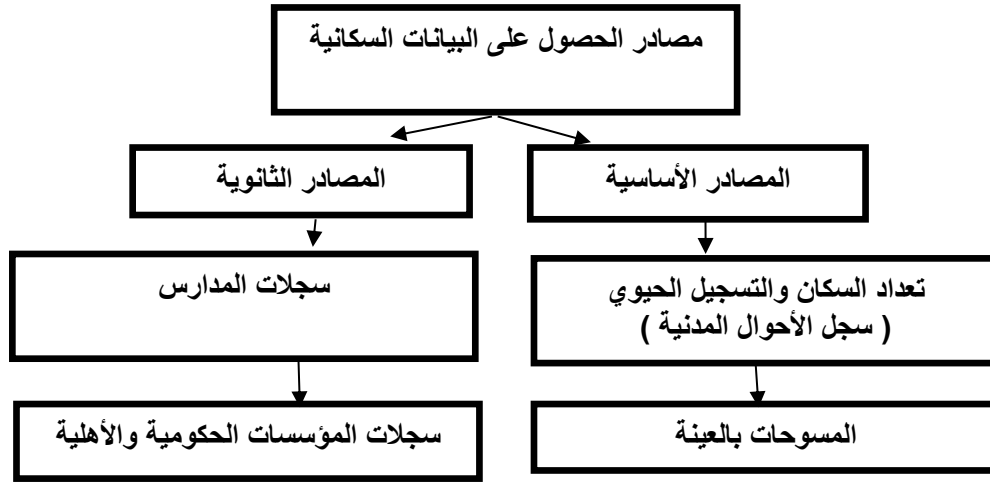 مصادر الحصول على البيانات السكانية
المصادر الأساسية
المصادر الثانوية
تعداد السكان والتسجيل الحيوي
( سجل الأحوال المدنية )
سجلات المدارس
المسوحات بالعينة
سجلات المؤسسات الحكومية والأهلية